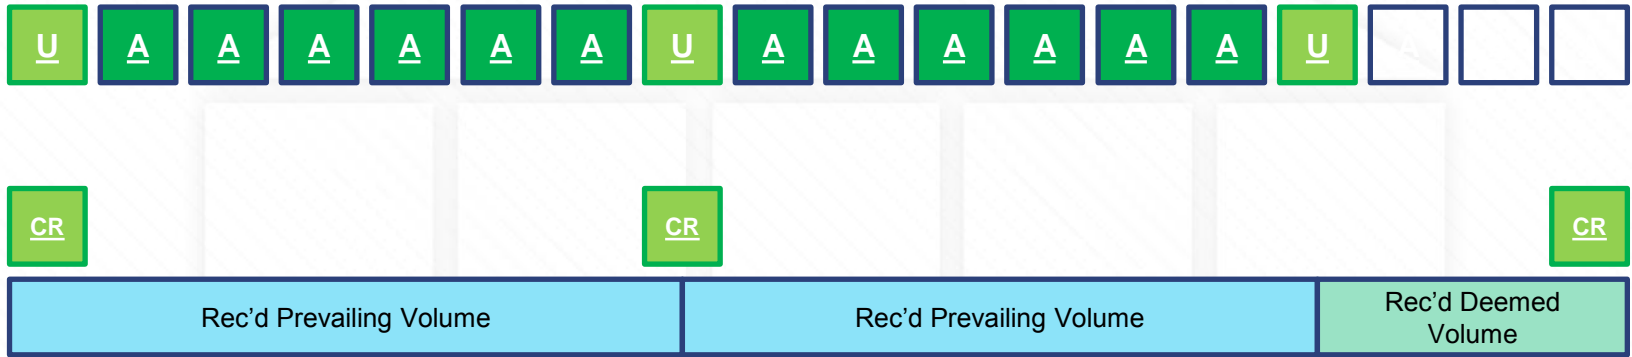 U A A A A A A U A A A A A A U A
CR CR CR
Rec'd Prevailing Volume Rec'd Prevailing Volume Rec'd Deemed
Volume